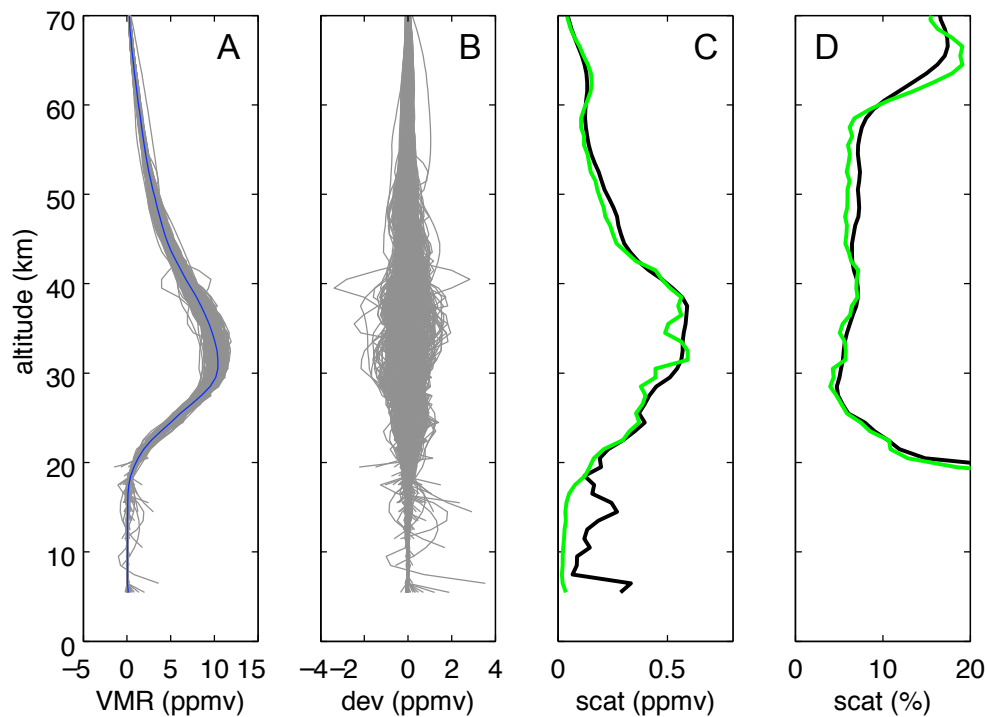 A
B
C
D
70
60
50
40
30
20
10
0
altitude (km)
−5 0 5 10 15
−4 −2 0 2 4
0 0.5
0 10 20
VMR (ppmv)
dev (ppmv)
scat (ppmv)
scat (%)